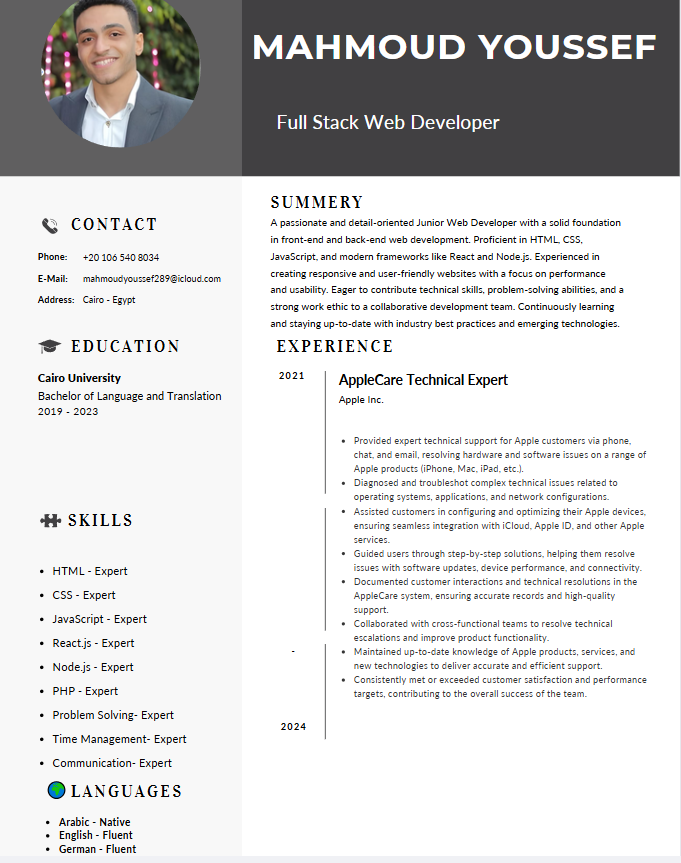 MAHMOUD YOUSSEF
Full Stack Web Developer
CONTACT
Phone: +20 106 540 8034
E-Mail: mahmoudyoussef289@icloud.com
Address: Cairo - Egypt
EDUCATION
Cairo University
Bachelor of Language and Translation
2019 - 2023
SKILLS
• HTML - Expert
• CSS - Expert
• JavaScript - Expert
• React.js - Expert
• Node.js - Expert
• PHP - Expert
• Problem Solving- Expert
• Time Management- Expert
• Communication- Expert
LANGUAGES
• Arabic - Native
• English - Fluent
• German - Fluent
SUMMERY
A passionate and detail-oriented Junior Web Developer with a solid foundation
in front-end and back-end web development. Proficient in HTML, CSS,
JavaScript, and modern frameworks like React and Node.js. Experienced in
creating responsive and user-friendly websites with a focus on performance
and usability. Eager to contribute technical skills, problem-solving abilities, and a
strong work ethic to a collaborative development team. Continuously learning
and staying up-to-date with industry best practices and emerging technologies.
EXPERIENCE
2021
-
2024
AppleCare Technical Expert
Apple Inc.
• Provided expert technical support for Apple customers via phone,
chat, and email, resolving hardware and software issues on a range of
Apple products (iPhone, Mac, iPad, etc.).
• Diagnosed and troubleshot complex technical issues related to
operating systems, applications, and network configurations.
• Assisted customers in configuring and optimizing their Apple devices,
ensuring seamless integration with iCloud, Apple ID, and other Apple
services.
• Guided users through step-by-step solutions, helping them resolve
issues with software updates, device performance, and connectivity.
• Documented customer interactions and technical resolutions in the
AppleCare system, ensuring accurate records and high-quality
support.
• Collaborated with cross-functional teams to resolve technical
escalations and improve product functionality.
• Maintained up-to-date knowledge of Apple products, services, and
new technologies to deliver accurate and efficient support.
• Consistently met or exceeded customer satisfaction and performance
targets, contributing to the overall success of the team.